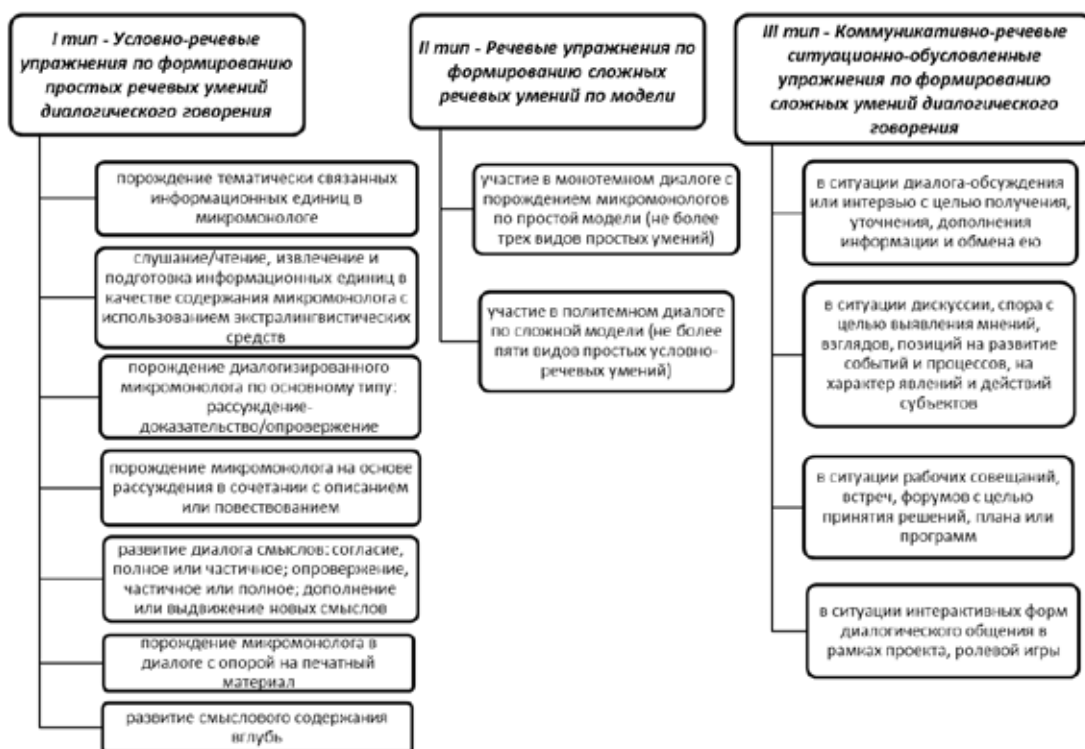 I тип - Условно-речевые
упражнения по формированию
простых речевых умений
диалогического говорения
порождение тематически связанных
информационных единиц в
микромонологе
слушание/чтение, извлечение и
подготовка информационных единиц в
качестве содержания микромонолога с
использованием экстралингвистических
средств
порождение диалогизированного
микромонолога по основному типу:
рассуждение-
доказательство/опровержение
порождение микромонолога на основе
рассуждения в сочетании с описанием
или повествованием
развитие диалога смыслов: согласие,
полное или частичное; опровержение,
частичное или полное; дополнение
или выдвижение новых смыслов
порождение микромонолога в
диалоге с опорой на печатный
материал
развитие смыслового содержания
вглубь
II тип - Речевые упражнения по
формированию сложных
речевых умений по модели
участие в монотемном диалоге с
порождением микромонологов
по простой модели (не более
трех видов простых умений)
участие в политемном диалоге
по сложной модели (не более
пяти видов простых условно-
речевых умений)
III тип - Коммуникативно-речевые
ситуационно-обусловленные
упражнения по формированию
сложных умений диалогического
говорения
в ситуации диалога-обсуждения
или интервью с целью получения,
уточнения, дополнения
информации и обмена ею
в ситуации дискуссии, спора с
целью выявления мнений,
взглядов, позиций на развитие
событий и процессов, на
характер явлений и действий
субъектов
в ситуации рабочих совещаний,
встреч, форумов с целью
принятия решений, плана или
программ
в ситуации интерактивных форм
диалогического общения в
рамках проекта, ролевой игры